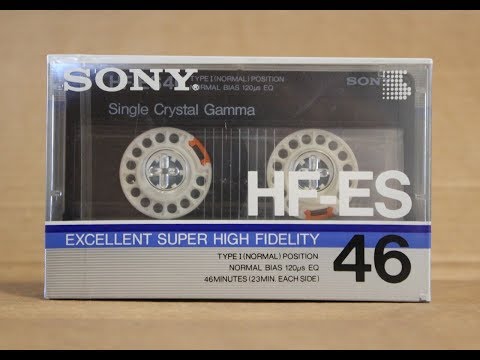 SONY
TYPE I (NORMAL) POSITION
NORMAL BIAS 120μs EQ
SON
Single Crystal Gamma
HF-ES
EXCELLENT SUPER HIGH FIDELITY
46
TYPE I (NORMAL) POSITION
NORMAL BIAS 120μs EQ
46MINUTES (23MIN. EACH SIDE)